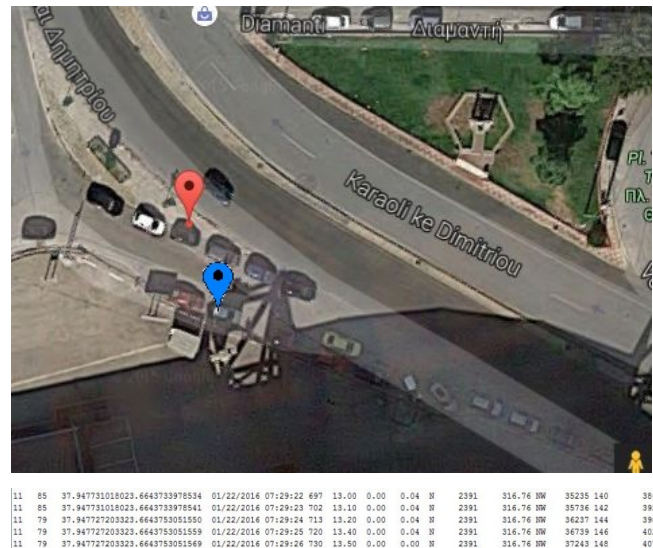 Diamanti
Διαμαντή
αι Δημητρίου
Karaoli ke Dimitriou
Pl.
Πλ.
11 85 37.947731018023.6643733978534 01/22/2016 07:29:22 697 13.00 0.00 0.04 N 2391 316.76 NW 35235 140
11 85 37.947731018023.6643733978541 01/22/2016 07:29:23 702 13.10 0.00 0.04 N 2391 316.76 NW 35736 142
11 79 37.947727203323.6643753051550 01/22/2016 07:29:24 713 13.20 0.00 0.04 N 2391 316.76 NW 36237 144
11 79 37.947727203323.6643753051559 01/22/2016 07:29:25 720 13.40 0.00 0.04 N 2391 316.76 NW 36739 146
11 79 37.947727203323.6643753051569 01/22/2016 07:29:26 730 13.50 0.00 0.00 N 2391 316.76 NW 37243 148